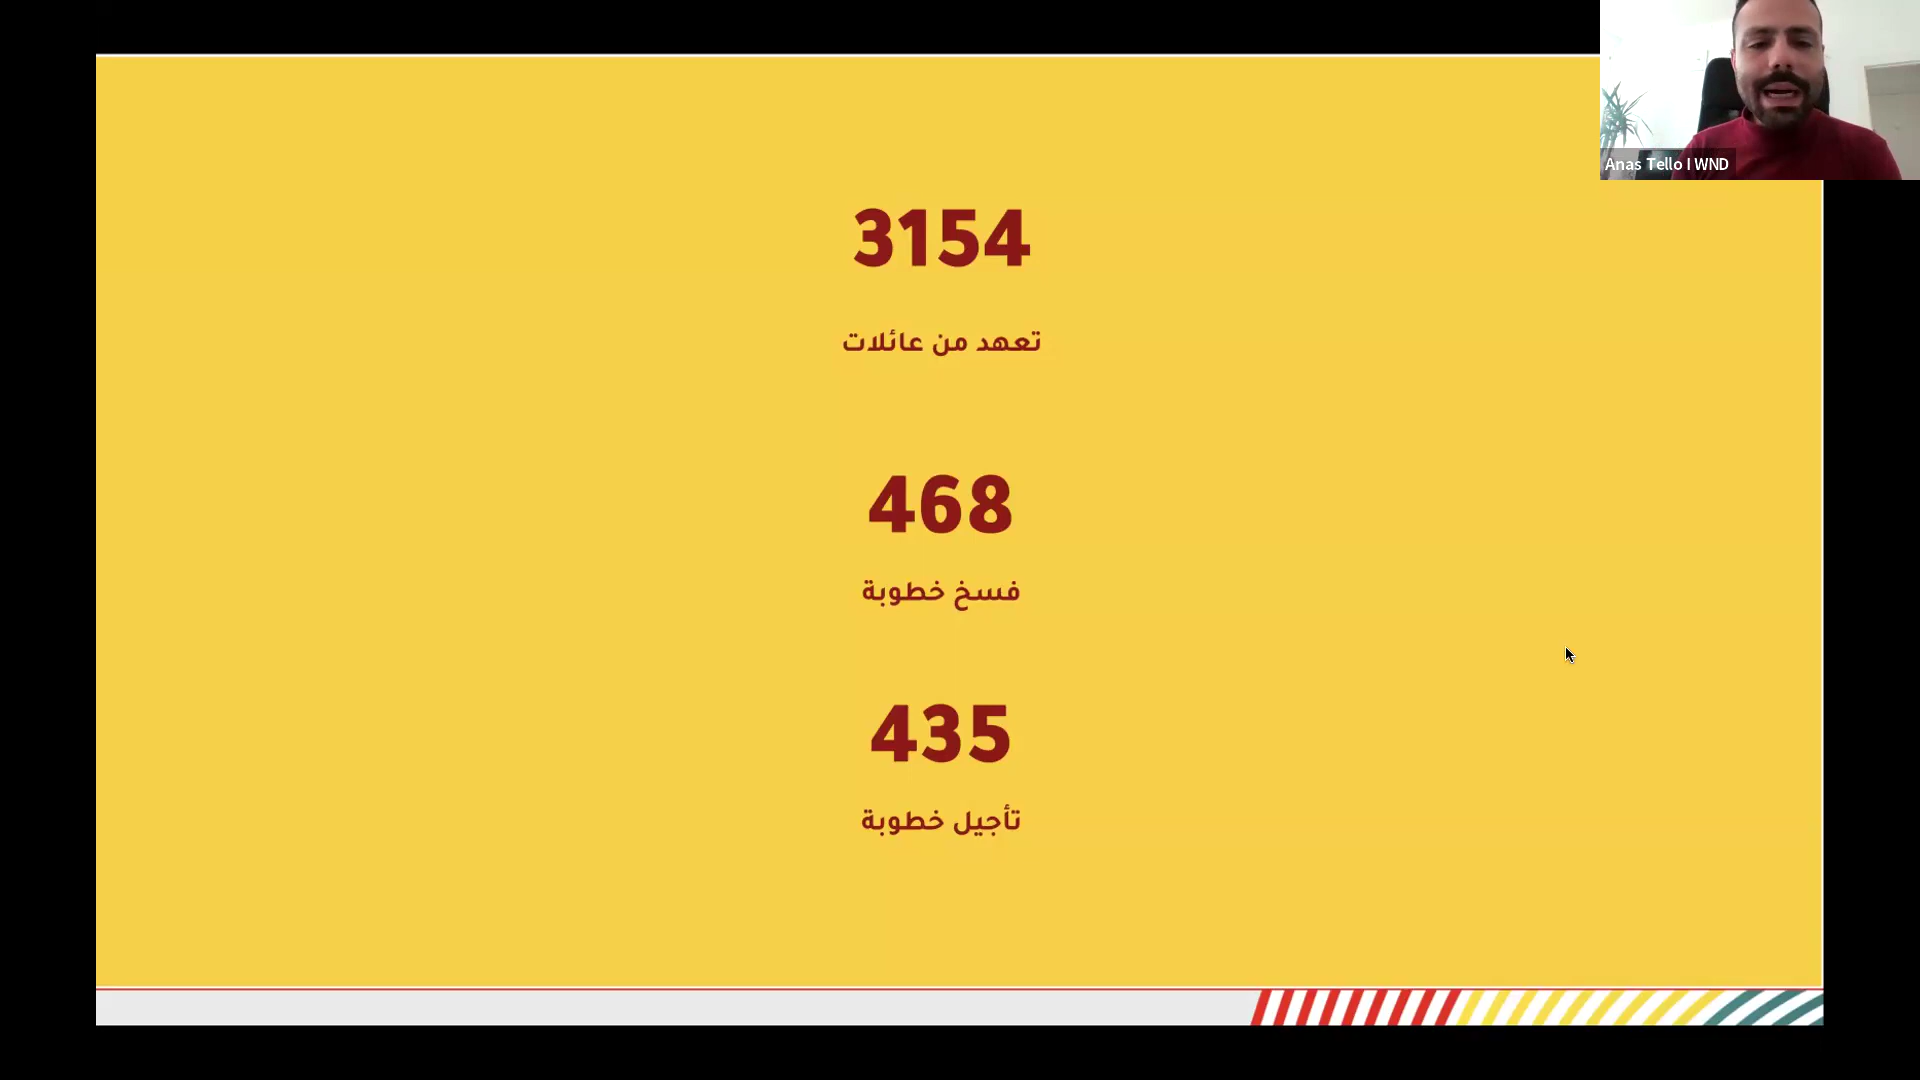 3154
تعهد من عائلات
468
فسخ خطوبة
435
تأجيل خطوبة
Anas Tello I WND